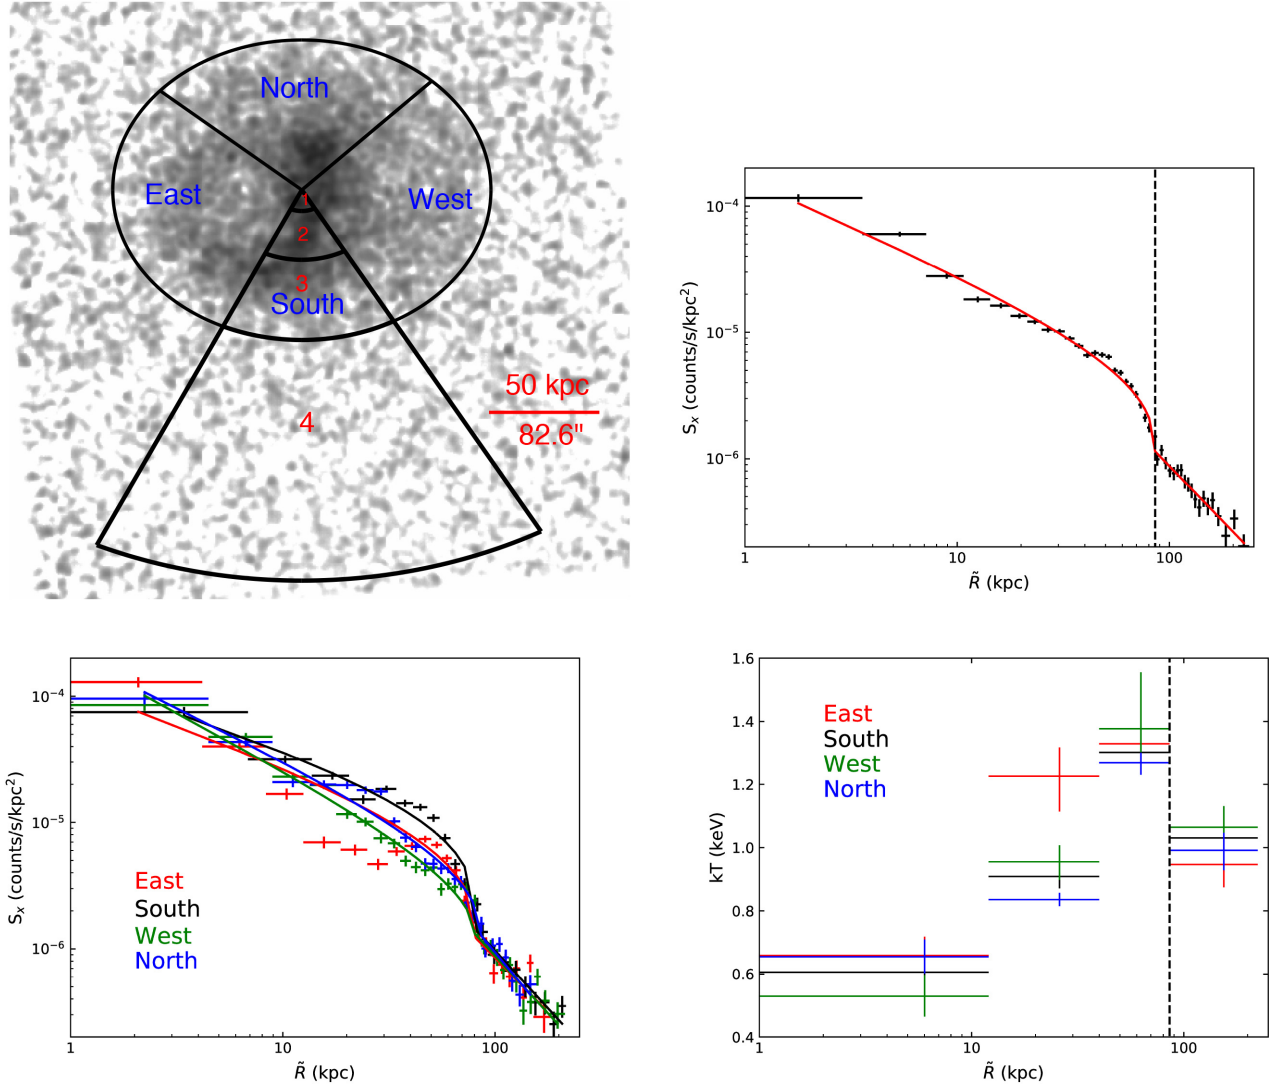 North
East
West
1
2
3
South
4
50 kpc
82.6"
10⁻⁴
10⁻⁵
10⁻⁶
Sₓ (counts/s/kpc²)
1
10
100
R̃ (kpc)
10⁻⁴
10⁻⁵
10⁻⁶
Sₓ (counts/s/kpc²)
East
South
West
North
1
10
100
R̃ (kpc)
1.6
1.4
1.2
1.0
0.8
0.6
0.4
kT (keV)
East
South
West
North
1
10
100
R̃ (kpc)